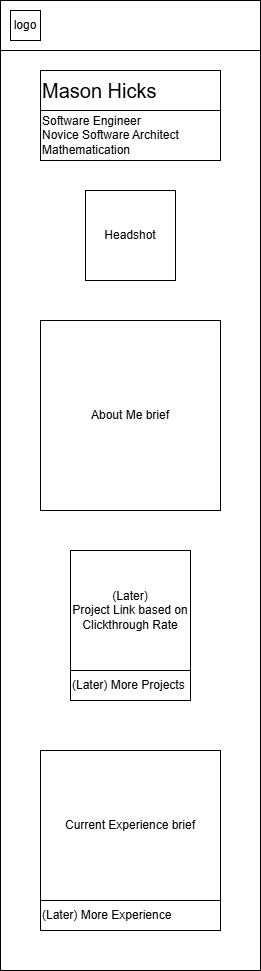 logo
Mason Hicks
Software Engineer
Novice Software Architect
Mathematication
Headshot
About Me brief
(Later)
Project Link based on
Clickthrough Rate
(Later) More Projects
Current Experience brief
(Later) More Experience